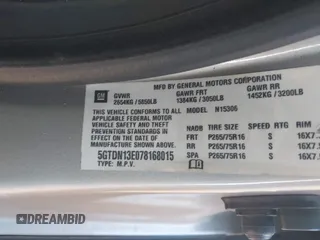 MFD BY GENERAL MOTORS CORPORATION
GM
GVWR GAWR FRT GAWR RR
2654KG / 5850LB 1384KG / 3050LB 1452KG / 3200LB
THIS VEHICLE CONFORMS TO ALL MODEL N15306
APPLICABLE FEDERAL MOTOR
VEHICLE SAFETY AND THEFT
PREVENTION STANDARDS IN
EFFECT ON THE DATE OF
MANUFACTURE SHOWN ABOVE.
5GTDN13E078168015
TYPE: M.P.V.
TIRE SIZE SPEED RIM
FRT P265/75R16 S 16X7.
RR P265/75R16 S 16X7.
SPA P265/75R16 S 16X7.
DREAMBID
DREAMBID